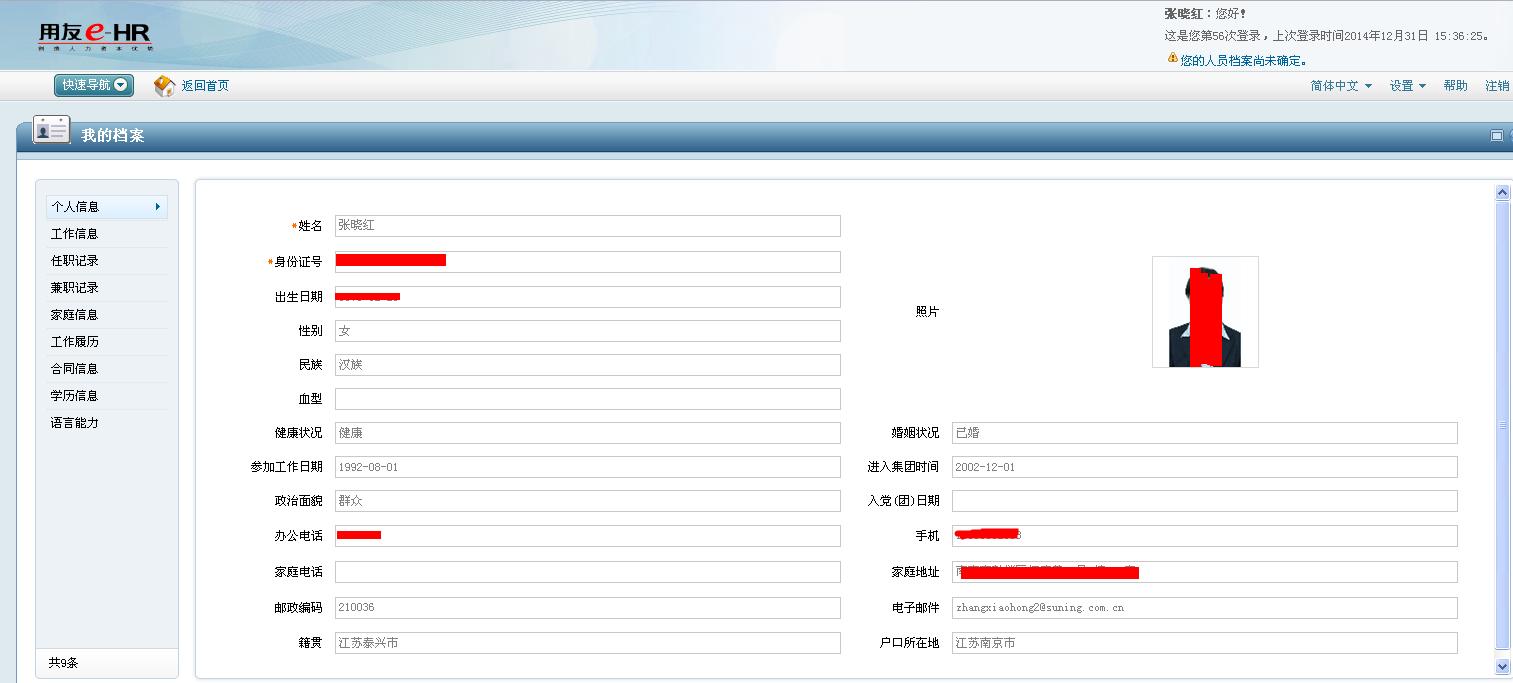 用友e-HR
创造人力资本优势
张晓红：您好！
这是您第56次登录，上次登录时间2014年12月31日 15:36:25。
您的人员档案尚未确定。
快速导航
返回首页
简体中文 设置 帮助 注销
我的档案
个人信息
工作信息
任职记录
兼职记录
家庭信息
工作履历
合同信息
学历信息
语言能力
共9条
*姓名 张晓红
*身份证号
出生日期
照片
性别 女
民族 汉族
血型
健康状况 健康 婚姻状况 已婚
参加工作日期 1992-08-01 进入集团时间 2002-12-01
政治面貌 群众 入党(团)日期
办公电话 手机
家庭电话 家庭地址
邮政编码 210036 电子邮件 zhangxiaohong2@suning.com.cn
籍贯 江苏泰兴市 户口所在地 江苏南京市